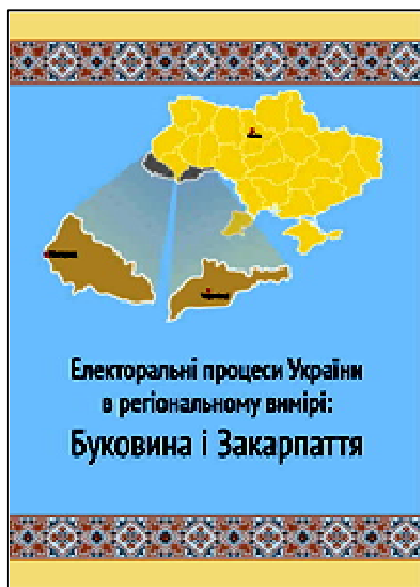 Електоральні процеси України
в регіональному вимірі:
Буковина і Закарпаття